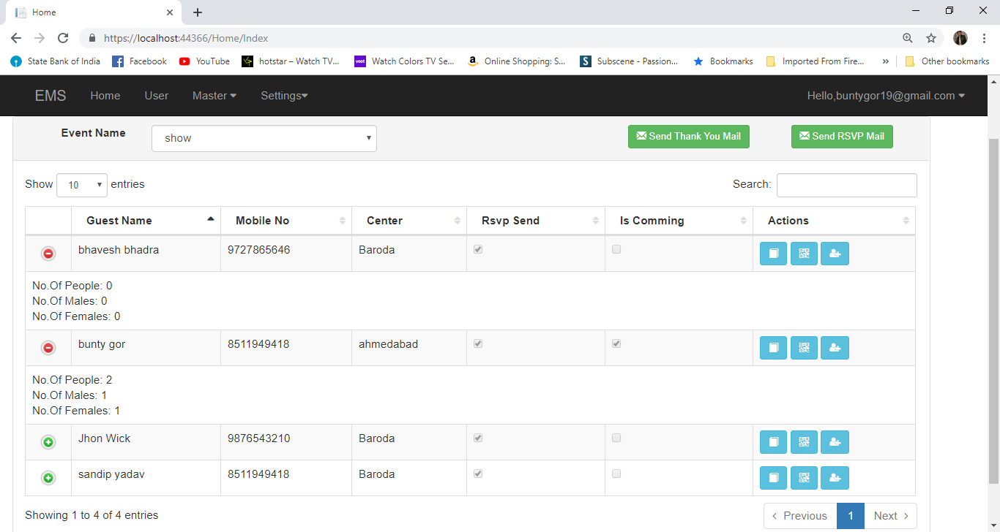 Home
https://localhost:44366/Home/Index
State Bank of India Facebook YouTube hotstar – Watch TV... voot Watch Colors TV Se... a Online Shopping: S... S Subscene - Passion... Bookmarks Imported From Fire... » Other bookmarks
EMS Home User Master Settings Hello,buntygor19@gmail.com
Event Name show Send Thank You Mail Send RSVP Mail
Show 10 entries Search:
Guest Name Mobile No Center Rsvp Send Is Comming Actions
bhavesh bhadra 9727865646 Baroda
No.Of People: 0
No.Of Males: 0
No.Of Females: 0
bunty gor 8511949418 ahmedabad
No.Of People: 2
No.Of Males: 1
No.Of Females: 1
Jhon Wick 9876543210 Baroda
sandip yadav 8511949418 Baroda
Showing 1 to 4 of 4 entries ‹ Previous 1 Next ›